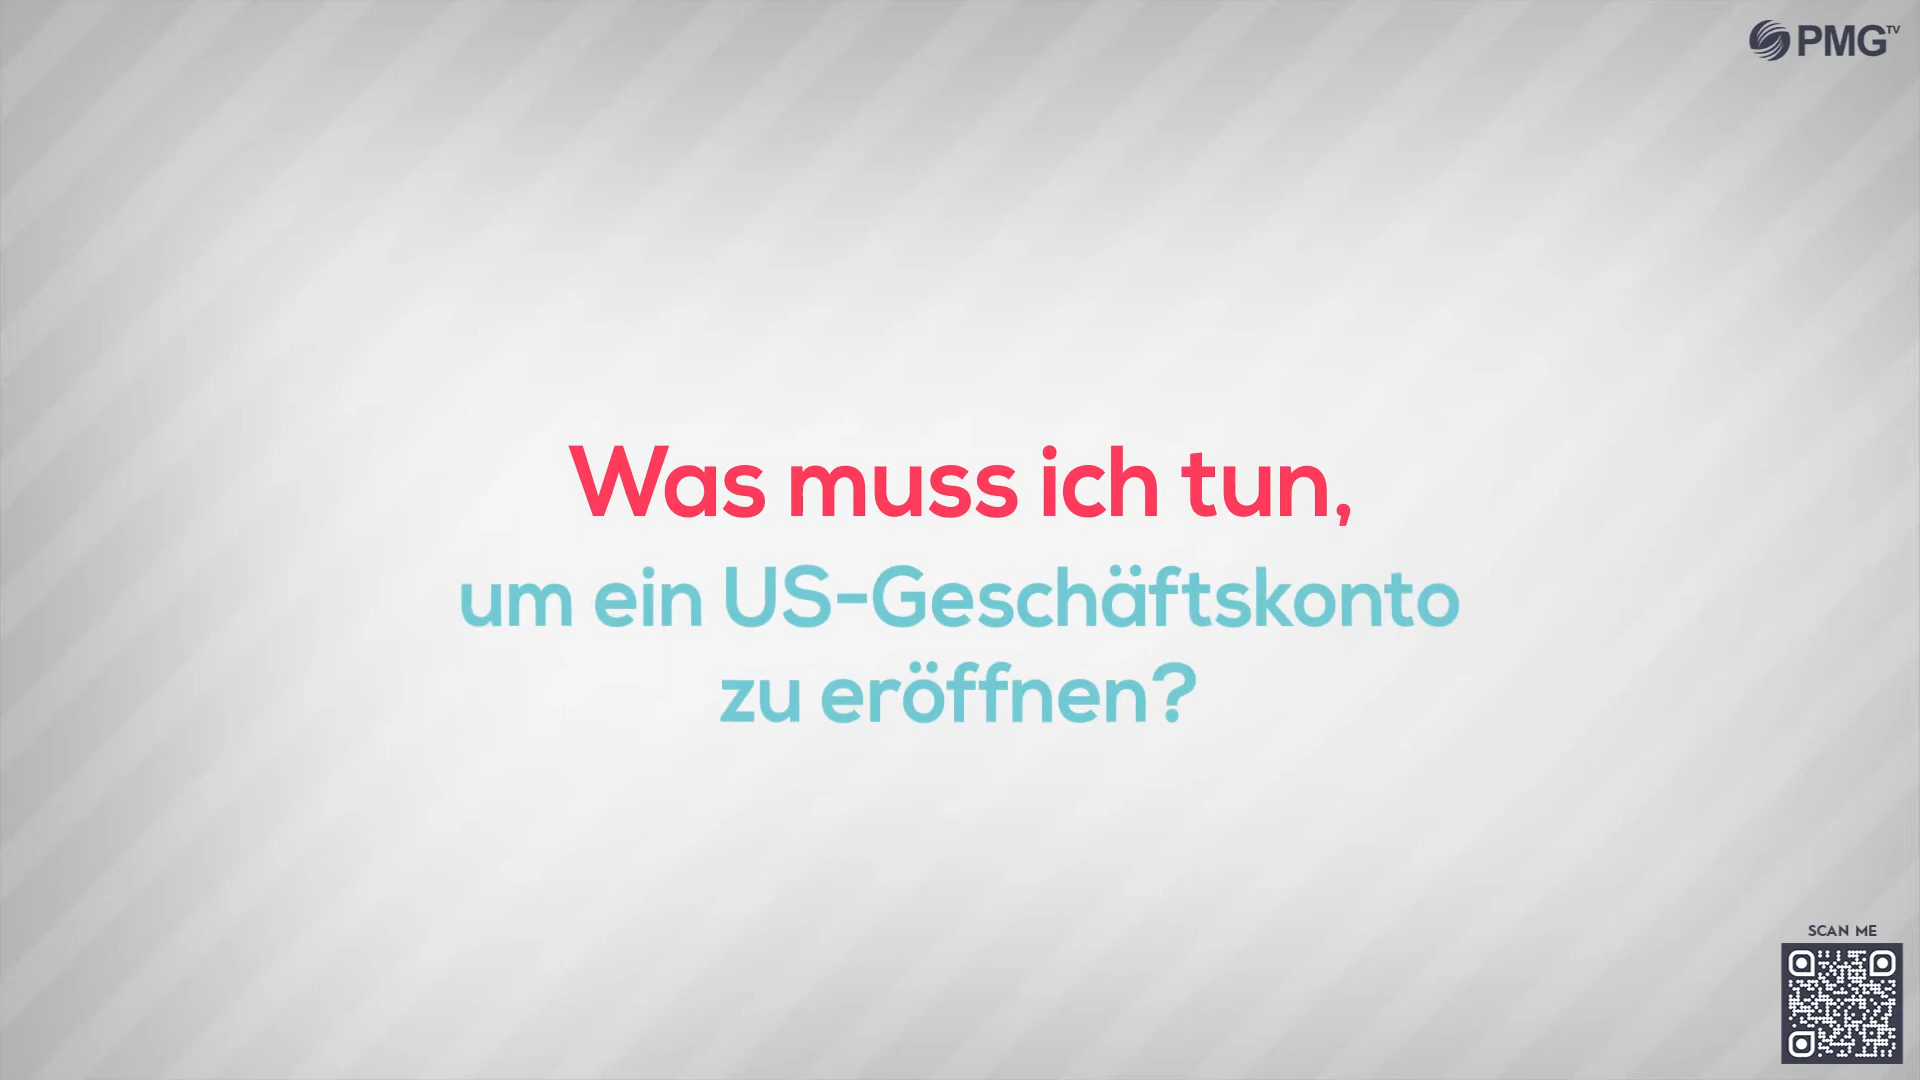 PMG TV
Was muss ich tun,
um ein US-Geschäftskonto
zu eröffnen?
SCAN ME